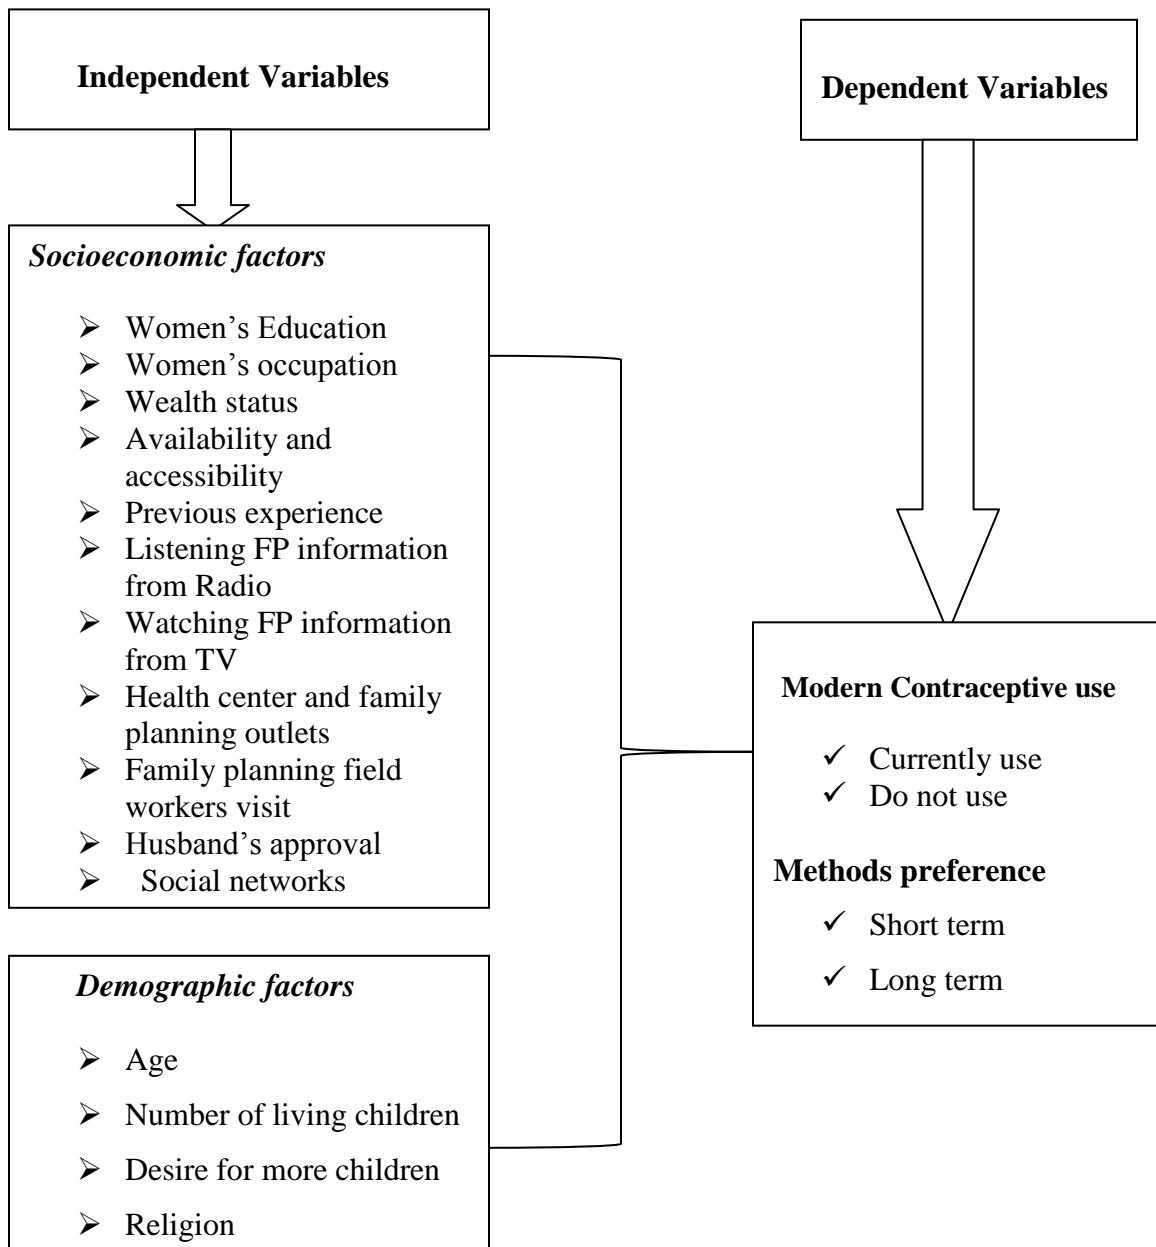 Independent Variables
Dependent Variables
Socioeconomic factors
➢ Women’s Education
➢ Women’s occupation
➢ Wealth status
➢ Availability and
accessibility
➢ Previous experience
➢ Listening FP information
from Radio
➢ Watching FP information
from TV
➢ Health center and family
planning outlets
➢ Family planning field
workers visit
➢ Husband’s approval
➢ Social networks
Demographic factors
➢ Age
➢ Number of living children
➢ Desire for more children
➢ Religion
Modern Contraceptive use
✓ Currently use
✓ Do not use
Methods preference
✓ Short term
✓ Long term